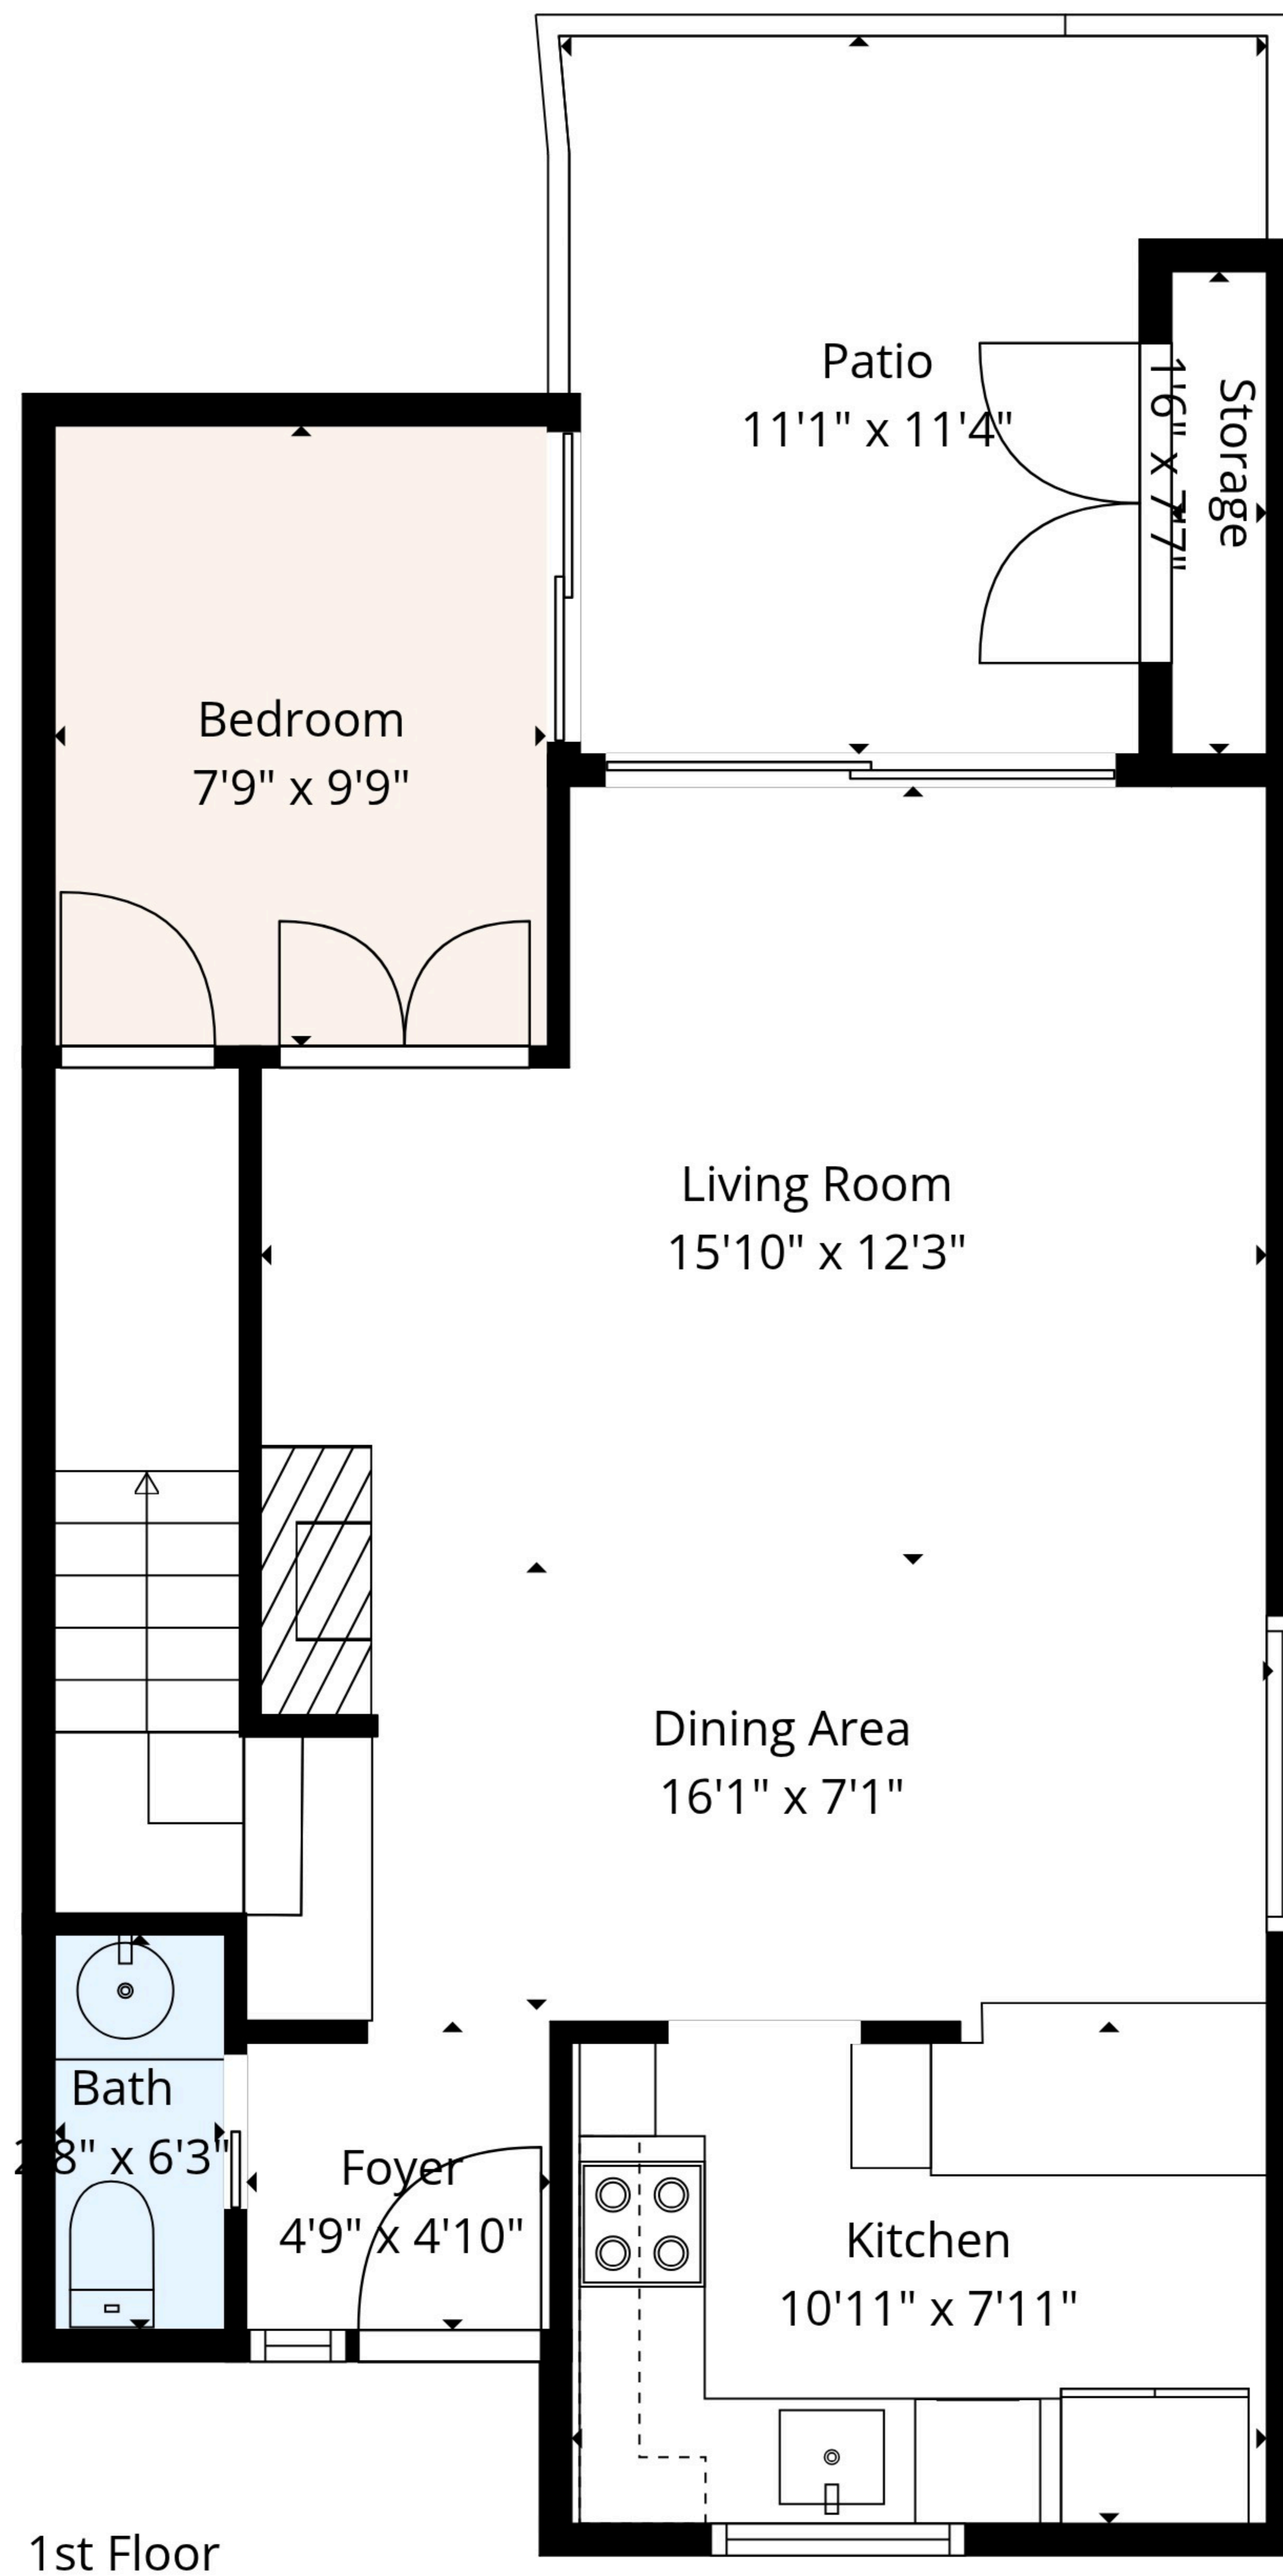 Patio
11'1" x 11'4"
Storage
1'6" x 7'7"
Bedroom
7'9" x 9'9"
Living Room
15'10" x 12'3"
Dining Area
16'1" x 7'1"
Bath
2'8" x 6'3"
Foyer
4'9" x 4'10"
Kitchen
10'11" x 7'11"
1st Floor